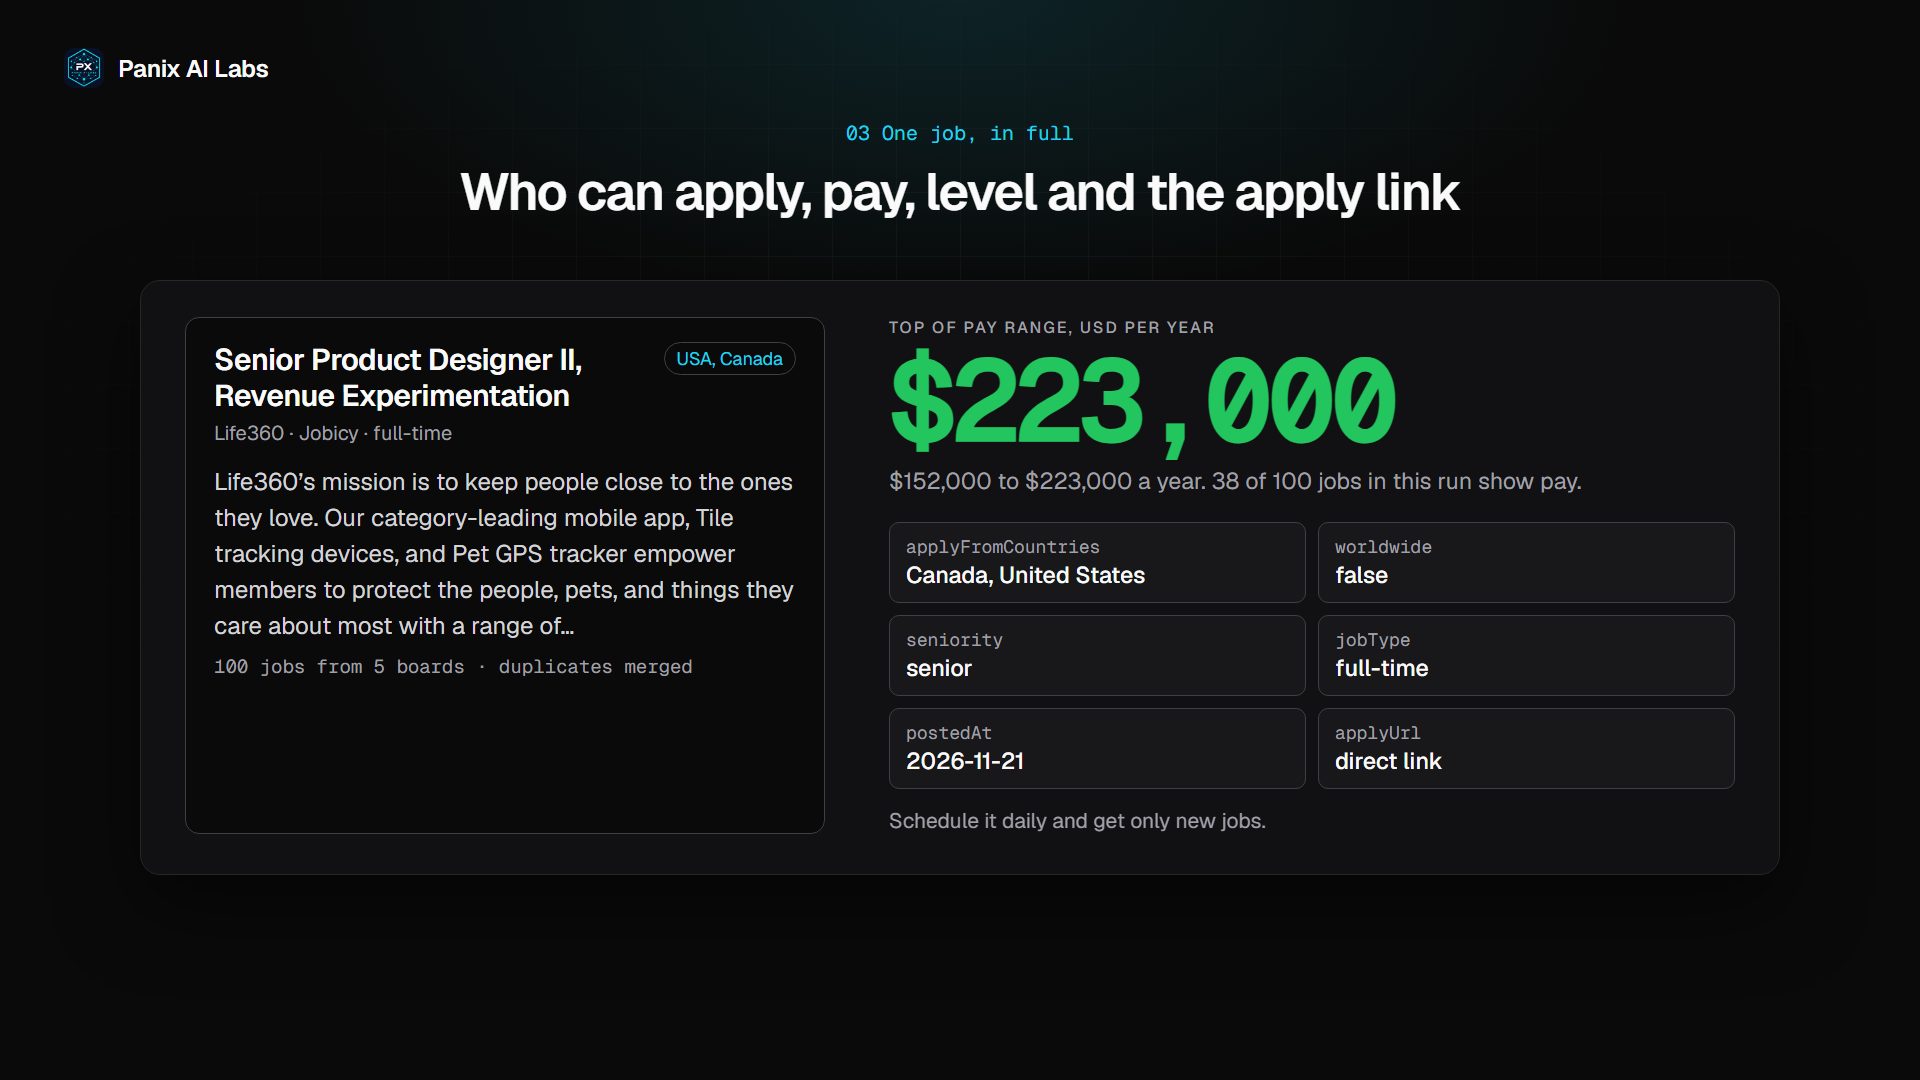 PX
Panix AI Labs
03 One job, in full
Who can apply, pay, level and the apply link
Senior Product Designer II,
Revenue Experimentation
USA, Canada
Life360 · Jobicy · full-time
Life360’s mission is to keep people close to the ones
they love. Our category-leading mobile app, Tile
tracking devices, and Pet GPS tracker empower
members to protect the people, pets, and things they
care about most with a range of…
100 jobs from 5 boards · duplicates merged
TOP OF PAY RANGE, USD PER YEAR
$223,000
$152,000 to $223,000 a year. 38 of 100 jobs in this run show pay.
applyFromCountries
Canada, United States
worldwide
false
seniority
senior
jobType
full-time
postedAt
2026-11-21
applyUrl
direct link
Schedule it daily and get only new jobs.